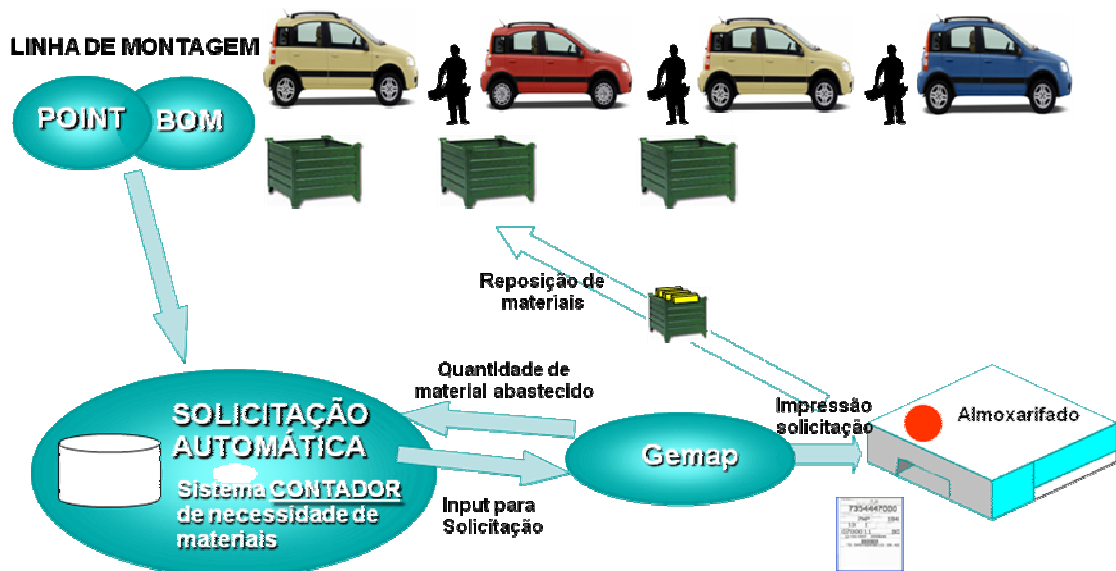 LINHA DE MONTAGEM
POINT
BOM
Reposição de
materiais
Quantidade de
material abastecido
SOLICITAÇÃO
AUTOMÁTICA
Sistema CONTADOR
de necessidade de
materiais
Input para
Solicitação
Gemap
Impressão
solicitação
Almoxarifado
7354447000